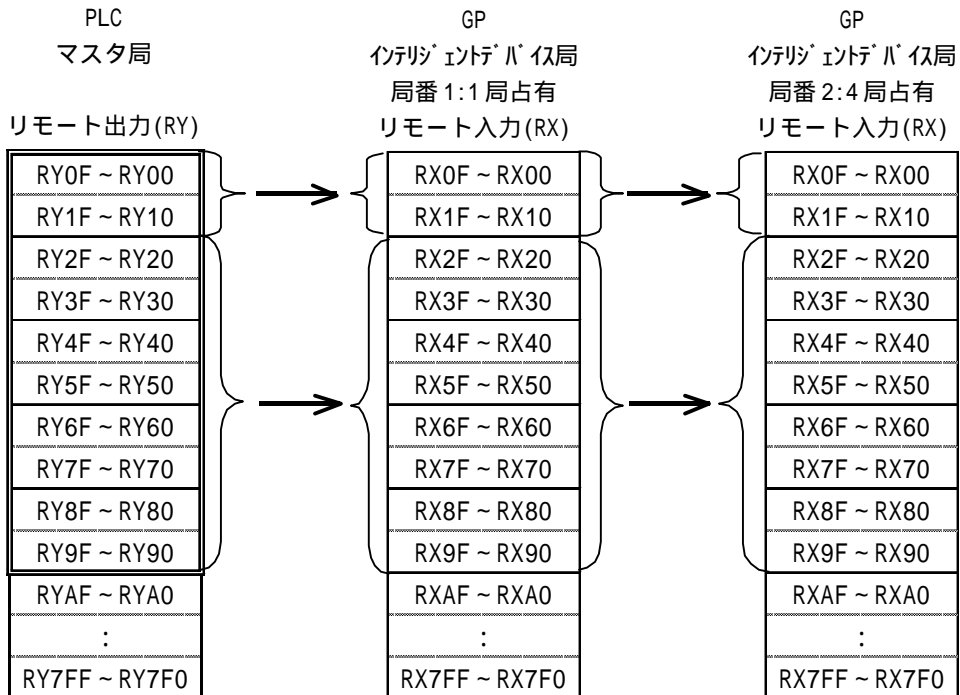 PLC
マスタ局
リモート出力(RY)
RY0F～RY00
RY1F～RY10
RY2F～RY20
RY3F～RY30
RY4F～RY40
RY5F～RY50
RY6F～RY60
RY7F～RY70
RY8F～RY80
RY9F～RY90
RYAF～RYA0
:
RY7FF～RY7F0
GP
ｲﾝﾃﾘｼﾞｪﾝﾄﾃﾞﾊﾞｲｽ局
局番1:1局占有
リモート入力(RX)
RX0F～RX00
RX1F～RX10
RX2F～RX20
RX3F～RX30
RX4F～RX40
RX5F～RX50
RX6F～RX60
RX7F～RX70
RX8F～RX80
RX9F～RX90
RXAF～RXA0
:
RX7FF～RX7F0
GP
ｲﾝﾃﾘｼﾞｪﾝﾄﾃﾞﾊﾞｲｽ局
局番2:4局占有
リモート入力(RX)
RX0F～RX00
RX1F～RX10
RX2F～RX20
RX3F～RX30
RX4F～RX40
RX5F～RX50
RX6F～RX60
RX7F～RX70
RX8F～RX80
RX9F～RX90
RXAF～RXA0
:
RX7FF～RX7F0